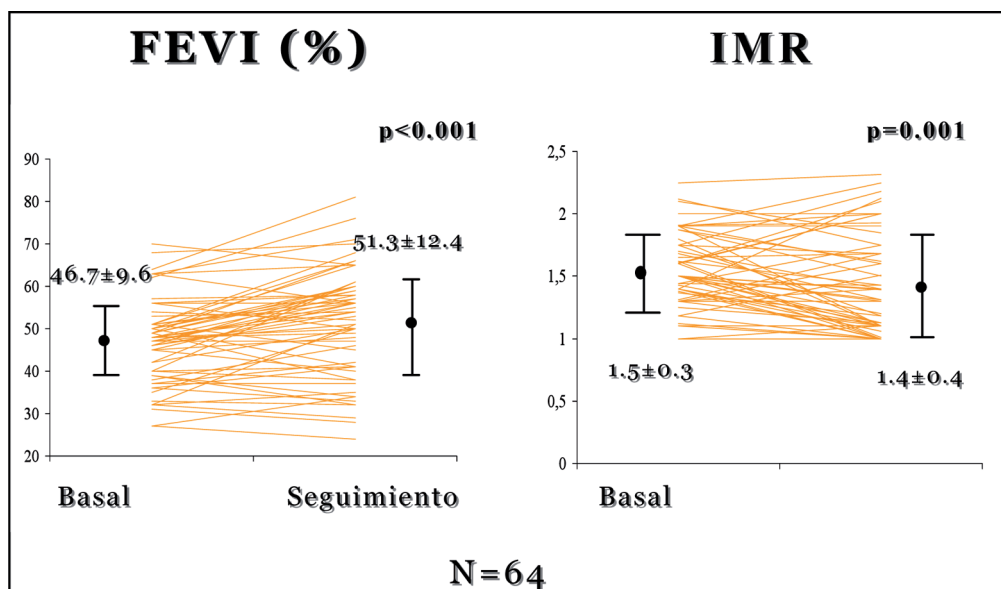 FEVI (%)
p<0.001
90
80
70
60
50
40
30
20
46.7±9.6
51.3±12.4
Basal
Seguimiento
IMR
p=0.001
2,5
2
1,5
1
0,5
0
1.5±0.3
1.4±0.4
Basal
N=64